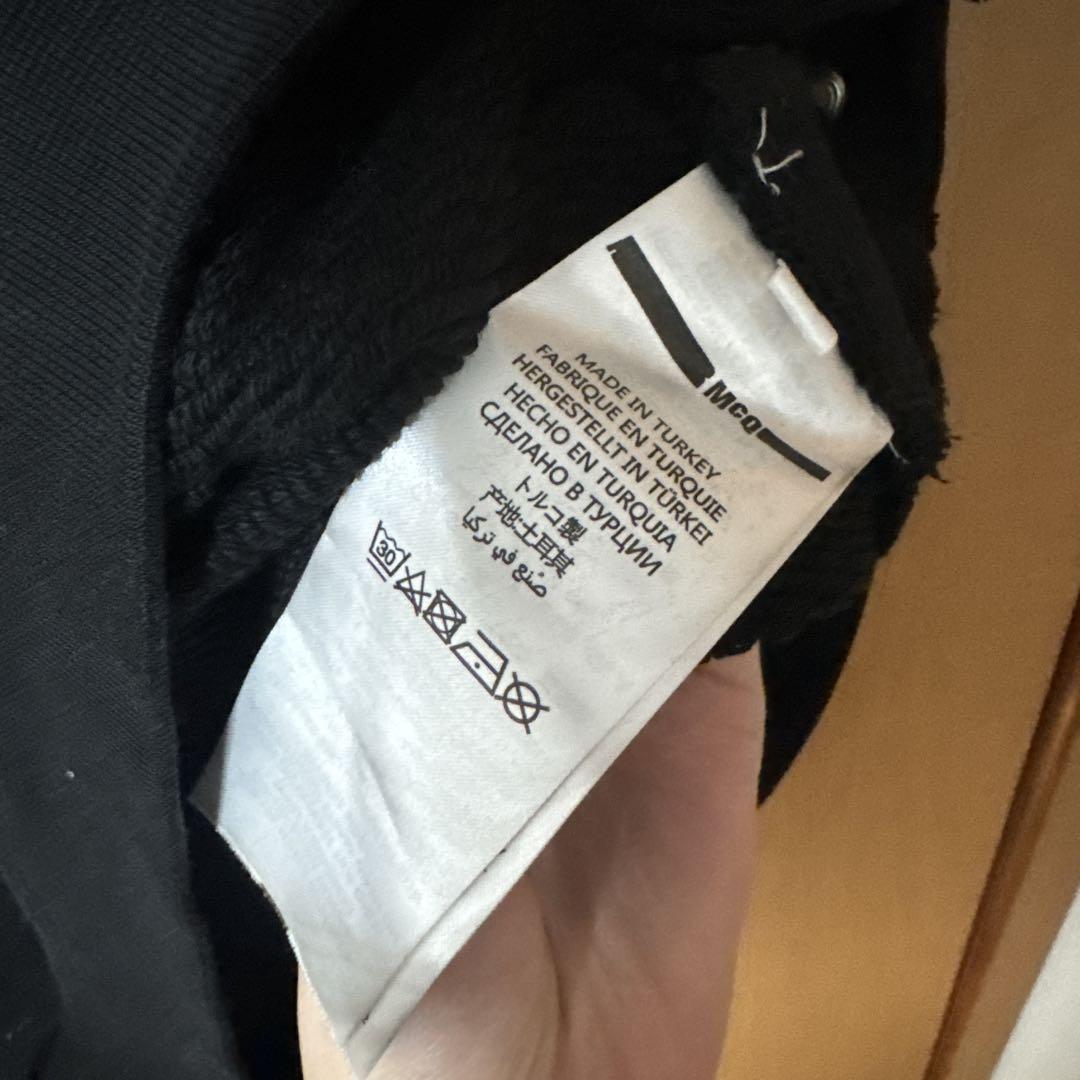 McQ
MADE IN TURKEY
FABRIQUE EN TURQUIE
HERGESTELLT IN TÜRKEI
HECHO EN TURQUIA
СДЕЛАНО В ТУРЦИИ
トルコ製
产地:土耳其
صُنع في تركيا
30